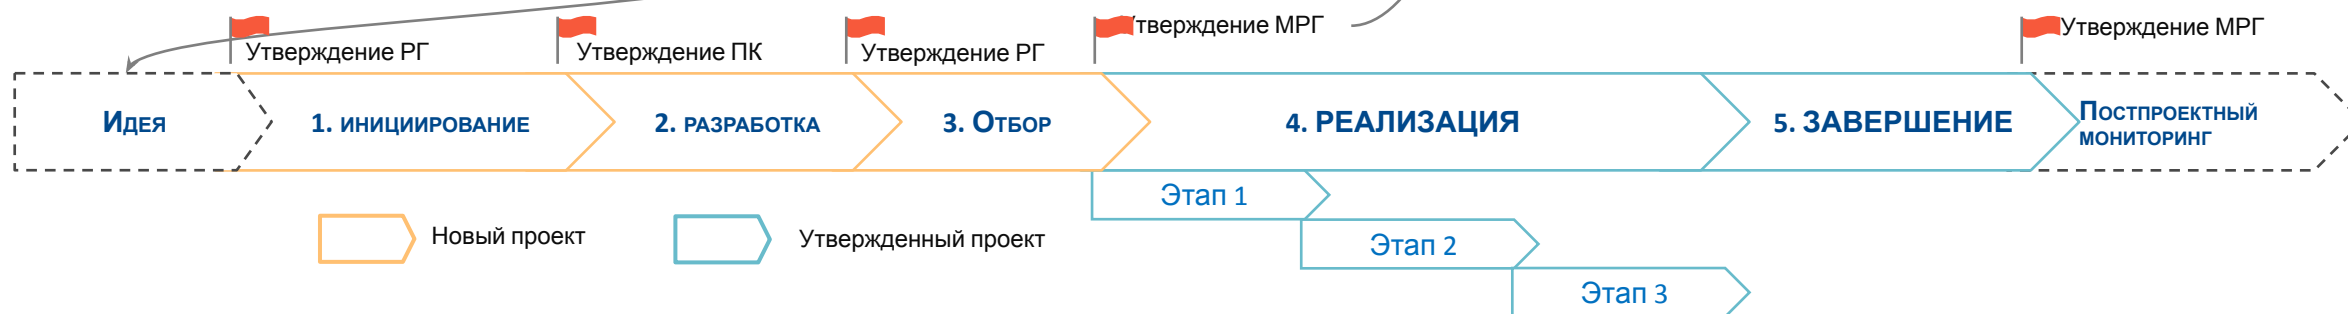 Утверждение РГ
Утверждение ПК
Утверждение РГ
Утверждение МРГ
Утверждение МРГ
Идея
1. инициирование
2. разработка
3. Отбор
4. РЕАЛИЗАЦИЯ
5. ЗАВЕРШЕНИЕ
Постпроектный
мониторинг
Этап 1
Этап 2
Этап 3
Новый проект
Утвержденный проект